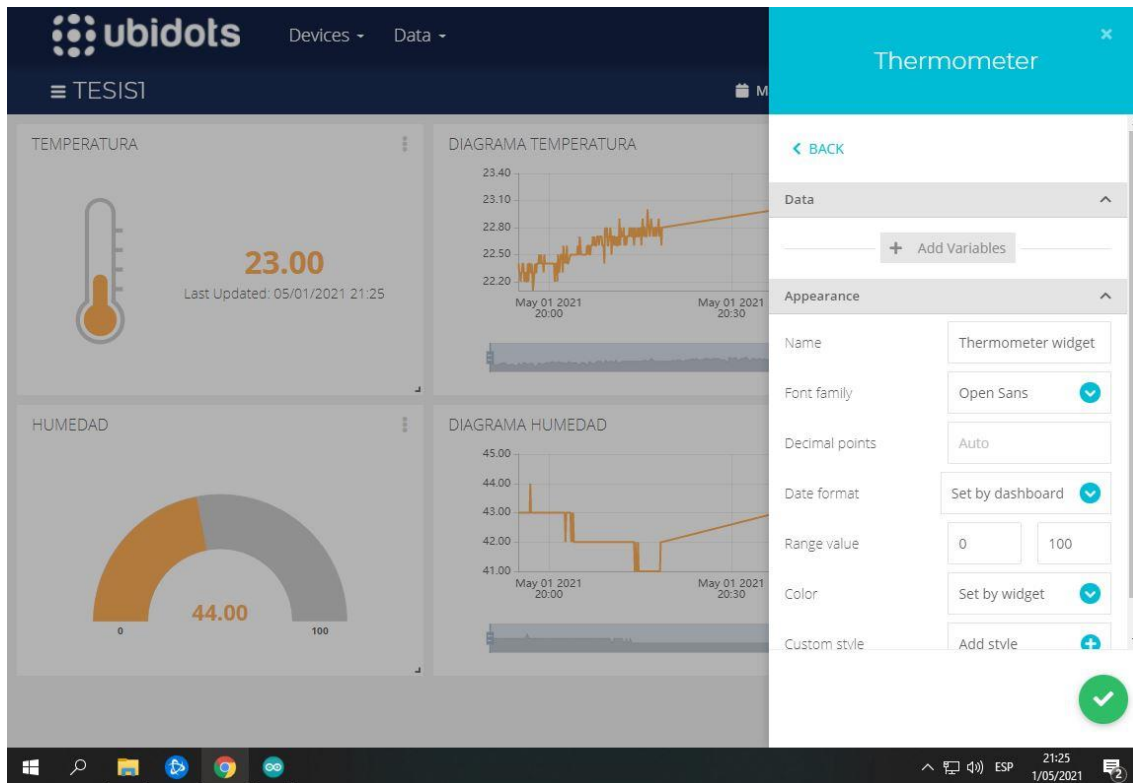 ubidots
Devices
Data
TESIS1
M
TEMPERATURA
23.00
Last Updated: 05/01/2021 21:25
DIAGRAMA TEMPERATURA
23.40
23.10
22.80
22.50
22.20
May 01 2021
20:00
May 01 2021
20:30
HUMEDAD
44.00
0
100
DIAGRAMA HUMEDAD
45.00
44.00
43.00
42.00
41.00
May 01 2021
20:00
May 01 2021
20:30
Thermometer
BACK
Data
+ Add Variables
Appearance
Name Thermometer widget
Font family Open Sans
Decimal points Auto
Date format Set by dashboard
Range value 0 100
Color Set by widget
Custom style Add style
ESP
21:25
1/05/2021
2